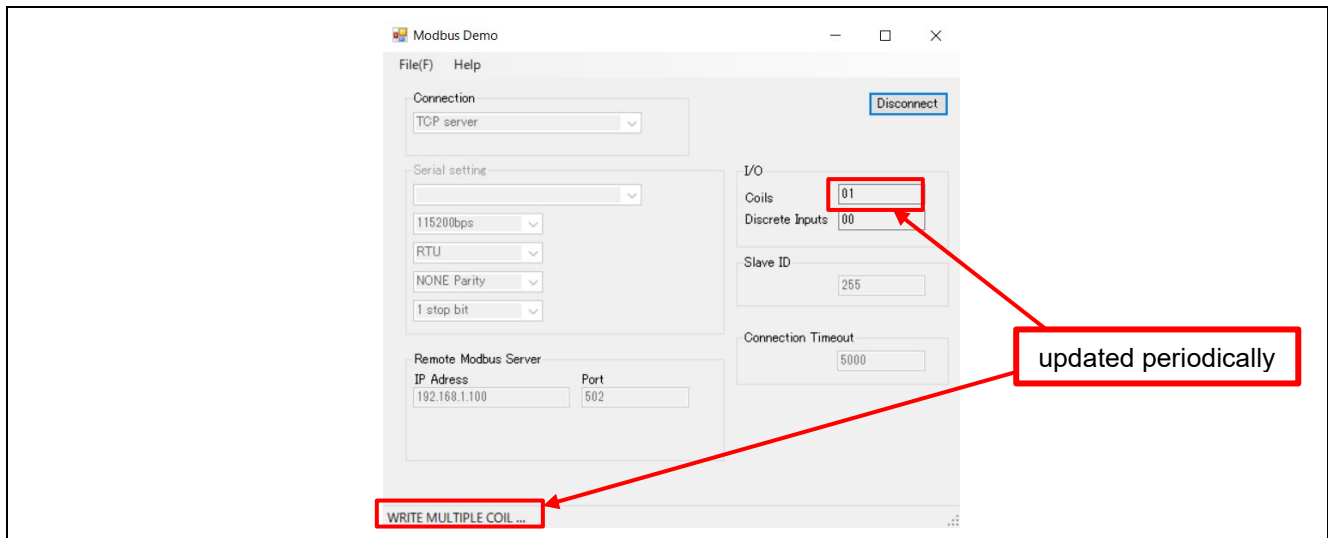 Modbus Demo
File(F) Help
Connection
Disconnect
TCP server
Serial setting
115200bps
RTU
NONE Parity
1 stop bit
I/O
Coils 01
Discrete Inputs 00
Slave ID
255
Connection Timeout
5000
updated periodically
Remote Modbus Server
IP Adress Port
192.168.1.100 502
WRITE MULTIPLE COIL ...